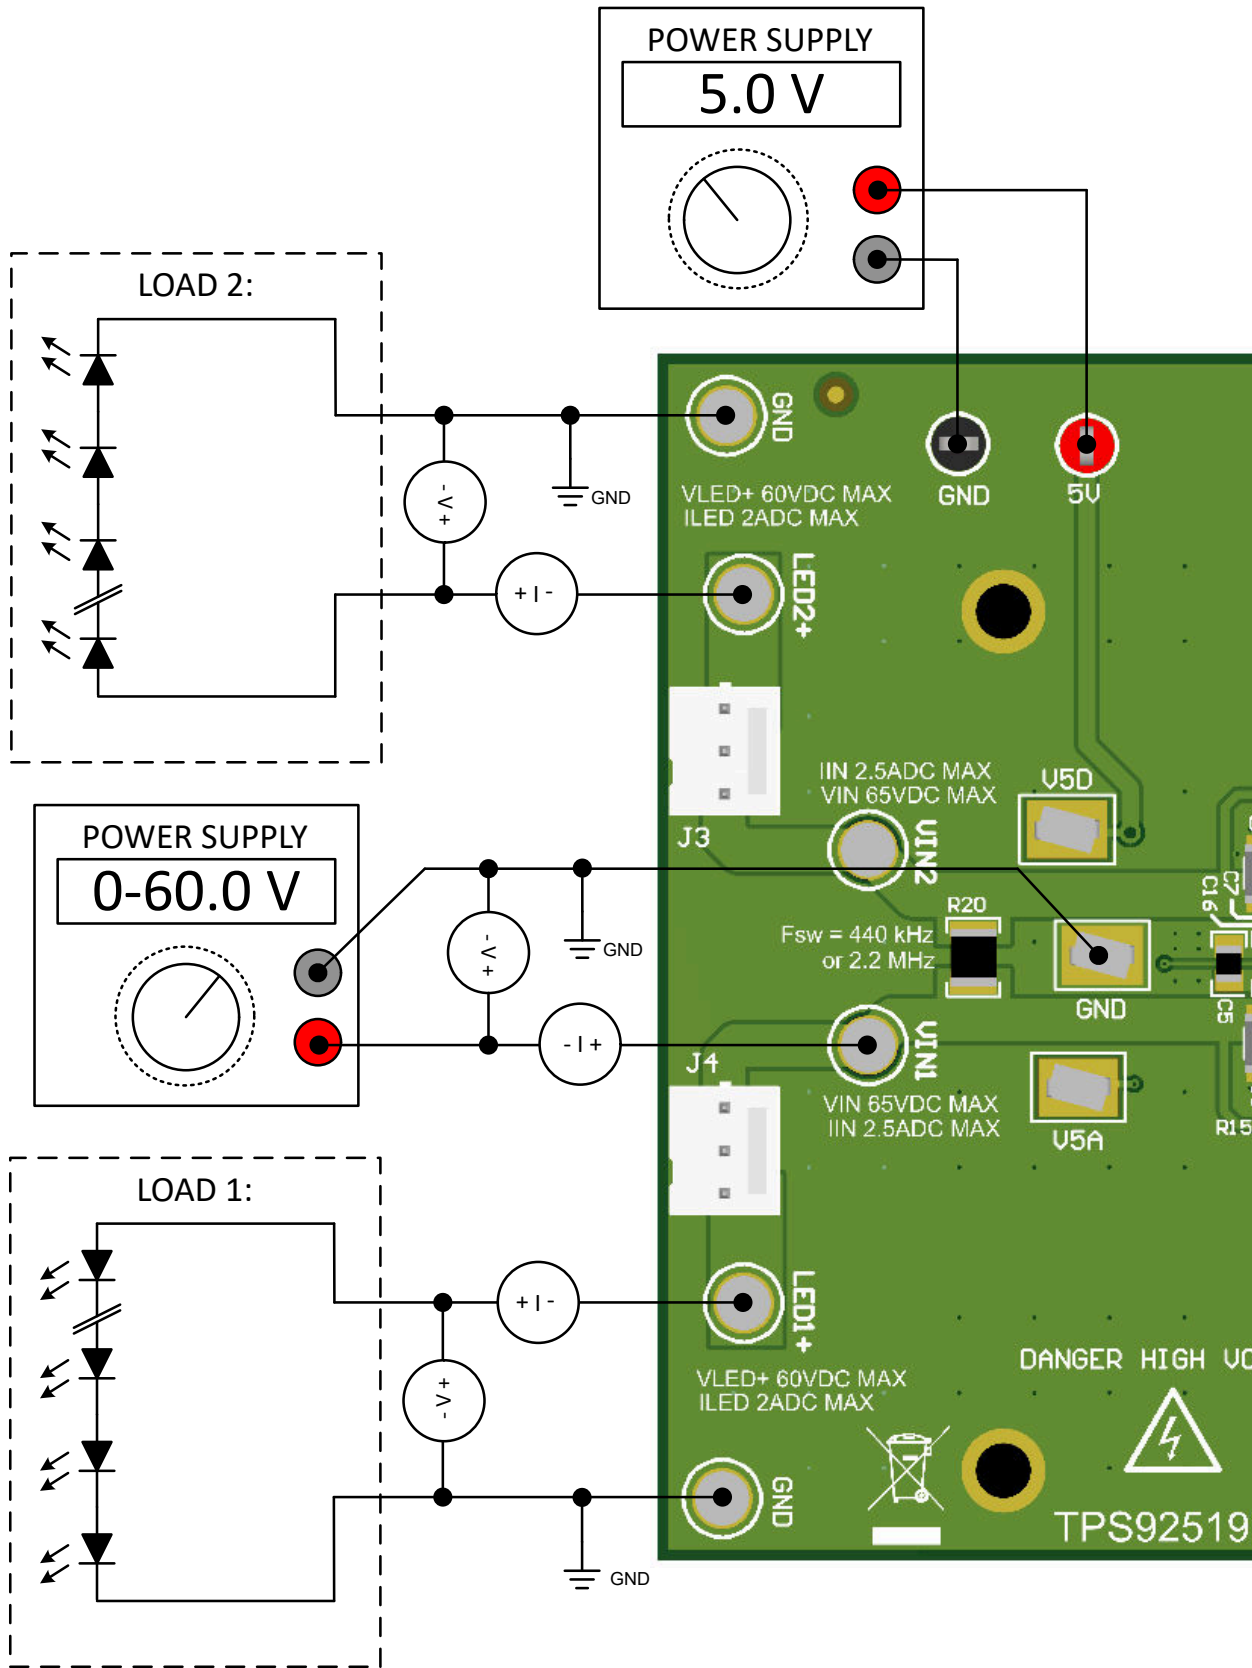 POWER SUPPLY
5.0 V
LOAD 2:
GND
GND
5V
VLED+ 60VDC MAX
ILED 2ADC MAX
- V +
GND
+ I -
LED2+
J3
IIN 2.5ADC MAX
VIN 65VDC MAX
V5D
VIN2
POWER SUPPLY
0-60.0 V
- V +
GND
R20
C16
C7
Fsw = 440 kHz
or 2.2 MHz
GND
C5
- I +
VIN1
J4
VIN 65VDC MAX
IIN 2.5ADC MAX
V5A
R15
LOAD 1:
+ I -
LED1+
- V +
VLED+ 60VDC MAX
ILED 2ADC MAX
DANGER HIGH VO
GND
GND
TPS92519